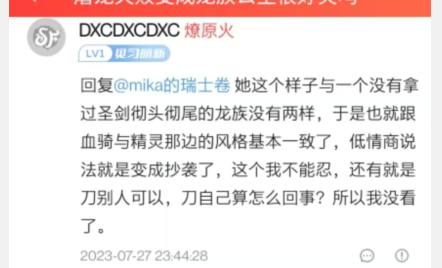 DXCDXCDXC 燎原火
SF
LV1 见习萌新
回复@mika的瑞士卷 她这个样子与一个没有拿
过圣剑彻头彻尾的龙族没有两样，于是也就跟
血骑与精灵那边的风格基本一致了，低情商说
法就是变成抄袭了，这个我不能忍，还有就是
刀别人可以，刀自己算怎么回事？所以我没看
了。
2023-07-27 23:44:28